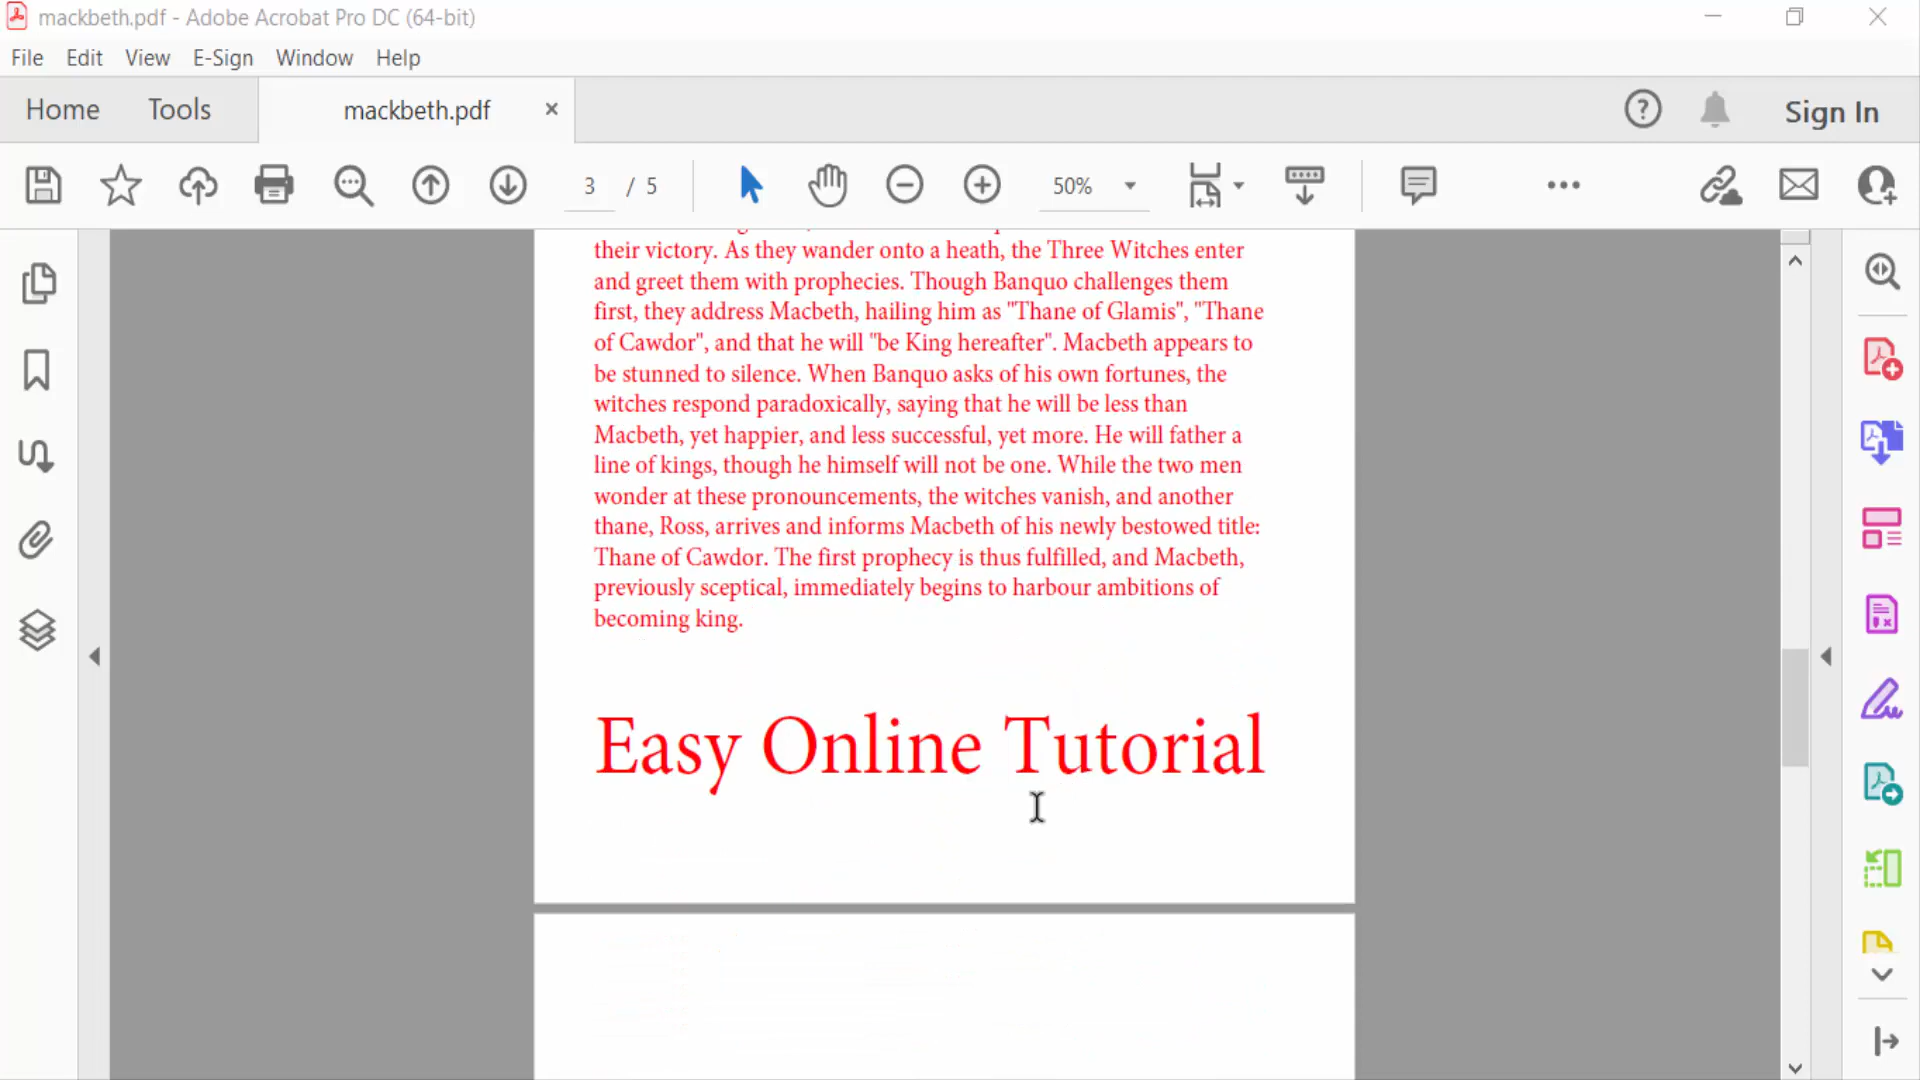 mackbeth.pdf - Adobe Acrobat Pro DC (64-bit)
File Edit View E-Sign Window Help
Home Tools mackbeth.pdf × Sign In
3 / 5 50%
their victory. As they wander onto a heath, the Three Witches enter
and greet them with prophecies. Though Banquo challenges them
first, they address Macbeth, hailing him as "Thane of Glamis", "Thane
of Cawdor", and that he will "be King hereafter". Macbeth appears to
be stunned to silence. When Banquo asks of his own fortunes, the
witches respond paradoxically, saying that he will be less than
Macbeth, yet happier, and less successful, yet more. He will father a
line of kings, though he himself will not be one. While the two men
wonder at these pronouncements, the witches vanish, and another
thane, Ross, arrives and informs Macbeth of his newly bestowed title:
Thane of Cawdor. The first prophecy is thus fulfilled, and Macbeth,
previously sceptical, immediately begins to harbour ambitions of
becoming king.
Easy Online Tutorial